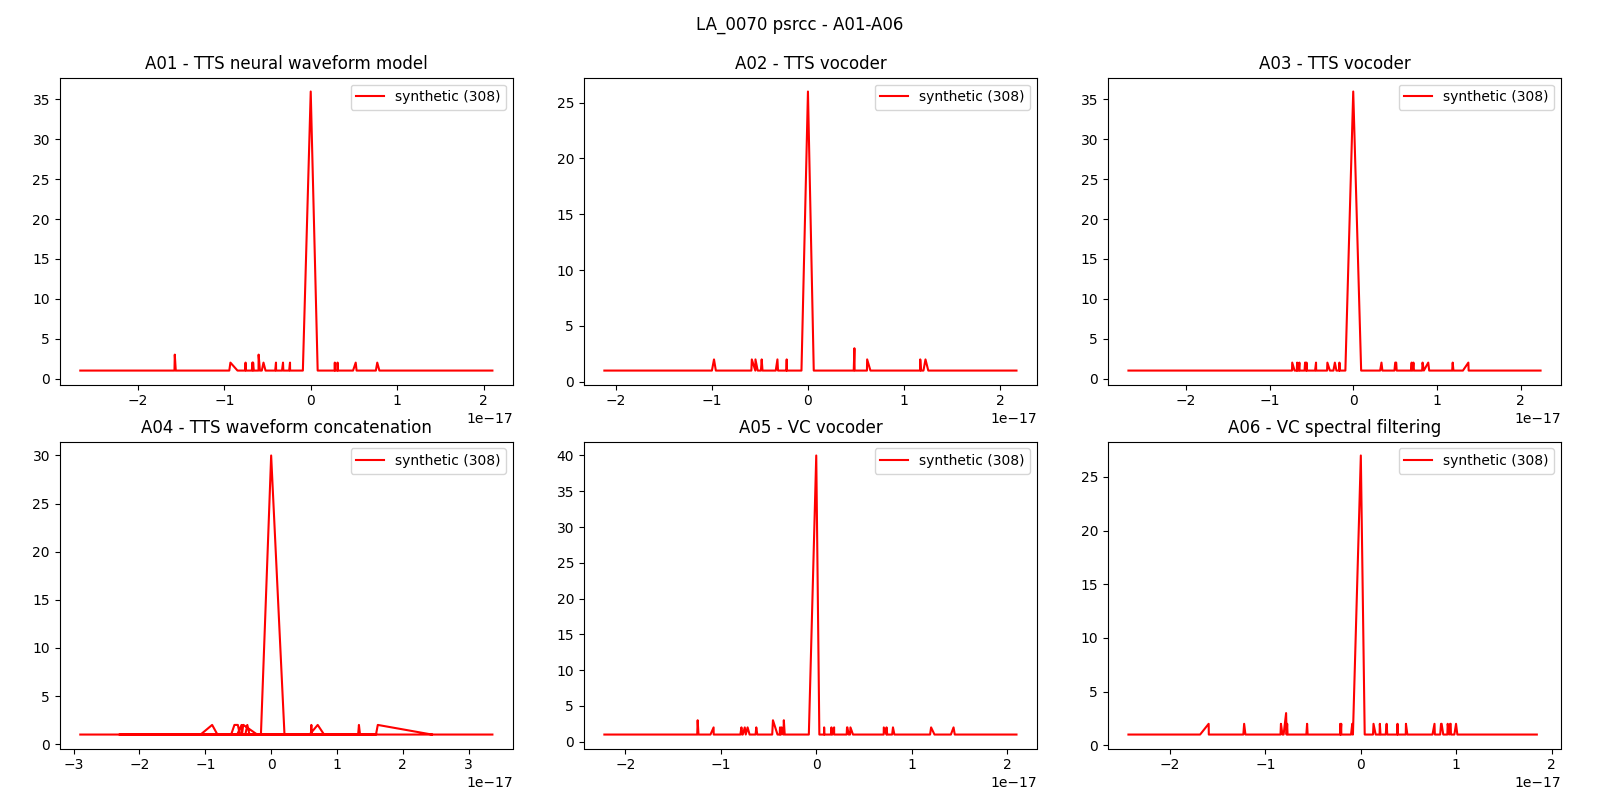 LA_0070 psrcc - A01-A06
A01 - TTS neural waveform model
synthetic (308)
35
30
25
20
15
10
5
0
−2 −1 0 1 2
1e−17
A02 - TTS vocoder
synthetic (308)
25
20
15
10
5
0
−2 −1 0 1 2
1e−17
A03 - TTS vocoder
synthetic (308)
35
30
25
20
15
10
5
0
−2 −1 0 1 2
1e−17
A04 - TTS waveform concatenation
synthetic (308)
30
25
20
15
10
5
0
−3 −2 −1 0 1 2 3
1e−17
A05 - VC vocoder
synthetic (308)
40
35
30
25
20
15
10
5
0
−2 −1 0 1 2
1e−17
A06 - VC spectral filtering
synthetic (308)
25
20
15
10
5
0
−2 −1 0 1 2
1e−17